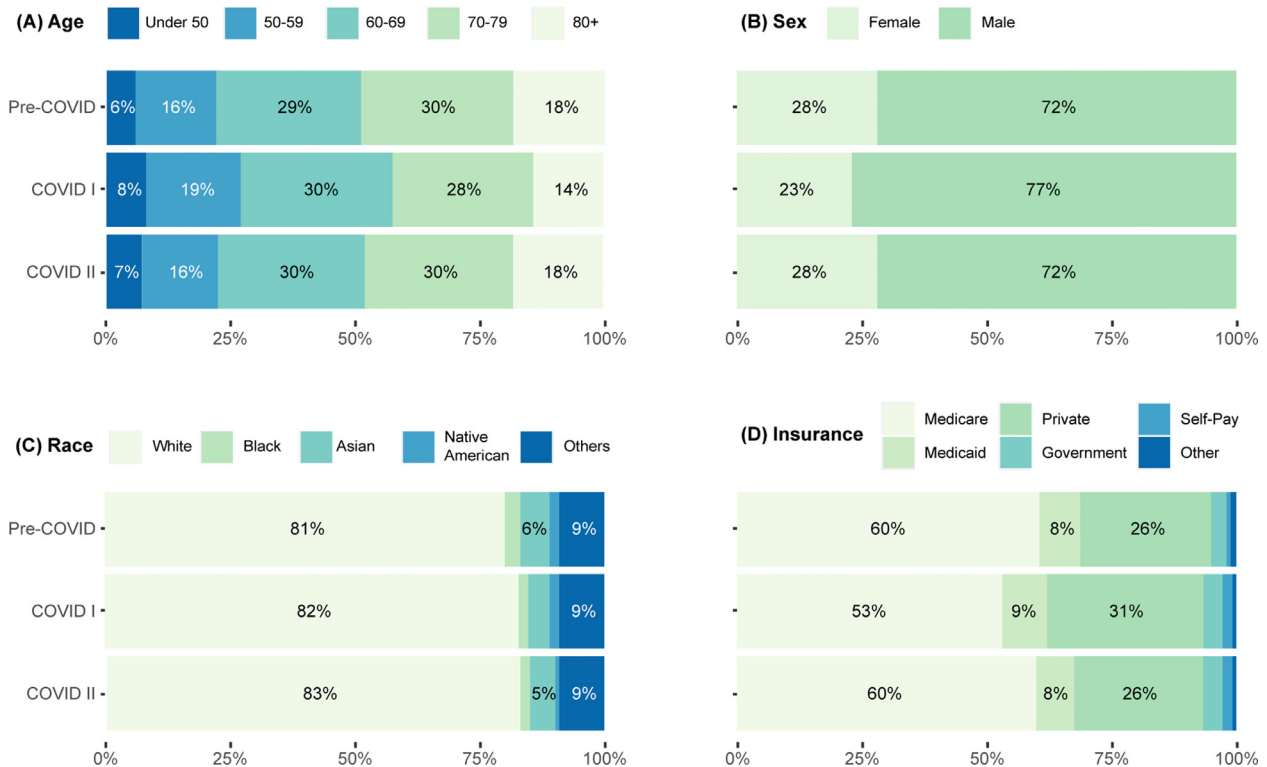 (A) Age Under 50 50-59 60-69 70-79 80+
Pre-COVID 6% 16% 29% 30% 18%
COVID I 8% 19% 30% 28% 14%
COVID II 7% 16% 30% 30% 18%
0% 25% 50% 75% 100%
(B) Sex Female Male
28% 72%
23% 77%
28% 72%
0% 25% 50% 75% 100%
(C) Race White Black Asian Native American Others
Pre-COVID 81% 6% 9%
COVID I 82% 9%
COVID II 83% 5% 9%
0% 25% 50% 75% 100%
(D) Insurance Medicare Private Self-Pay
Medicaid Government Other
60% 8% 26%
53% 9% 31%
60% 8% 26%
0% 25% 50% 75% 100%